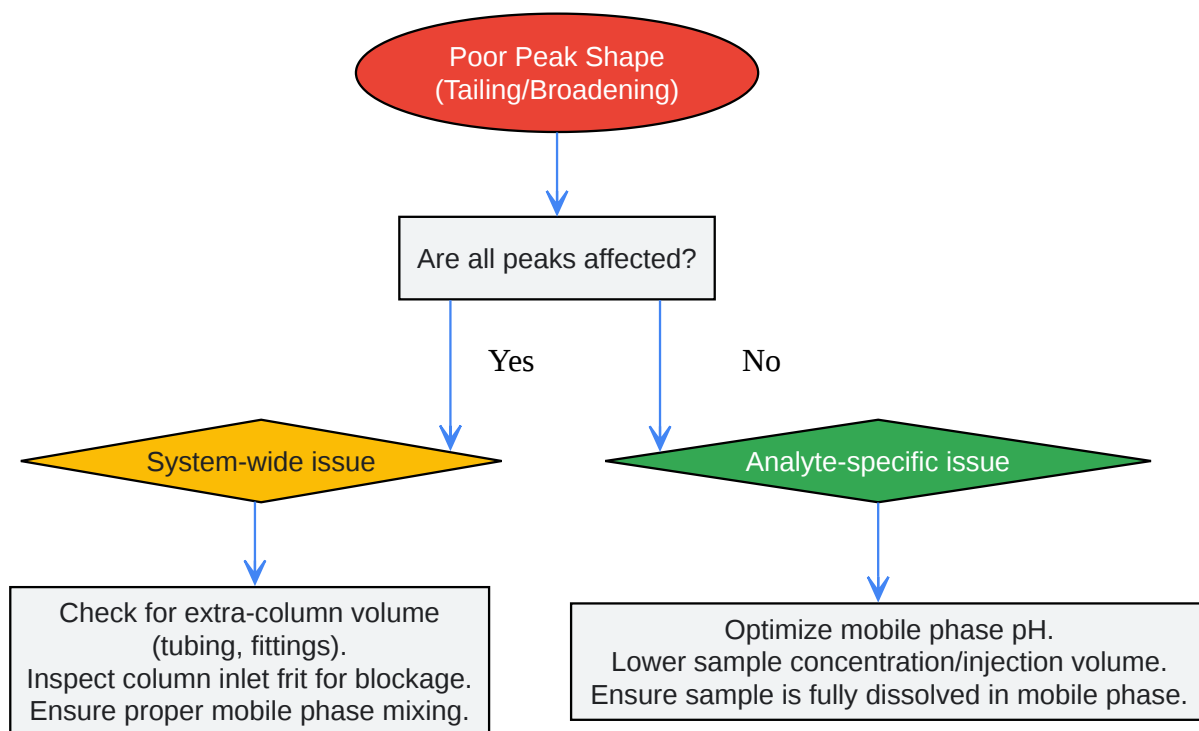 Poor Peak Shape
(Tailing/Broadening)
Are all peaks affected?
Yes
No
System-wide issue
Analyte-specific issue
Check for extra-column volume
(tubing, fittings).
Inspect column inlet frit for blockage.
Ensure proper mobile phase mixing.
Optimize mobile phase pH.
Lower sample concentration/injection volume.
Ensure sample is fully dissolved in mobile phase.